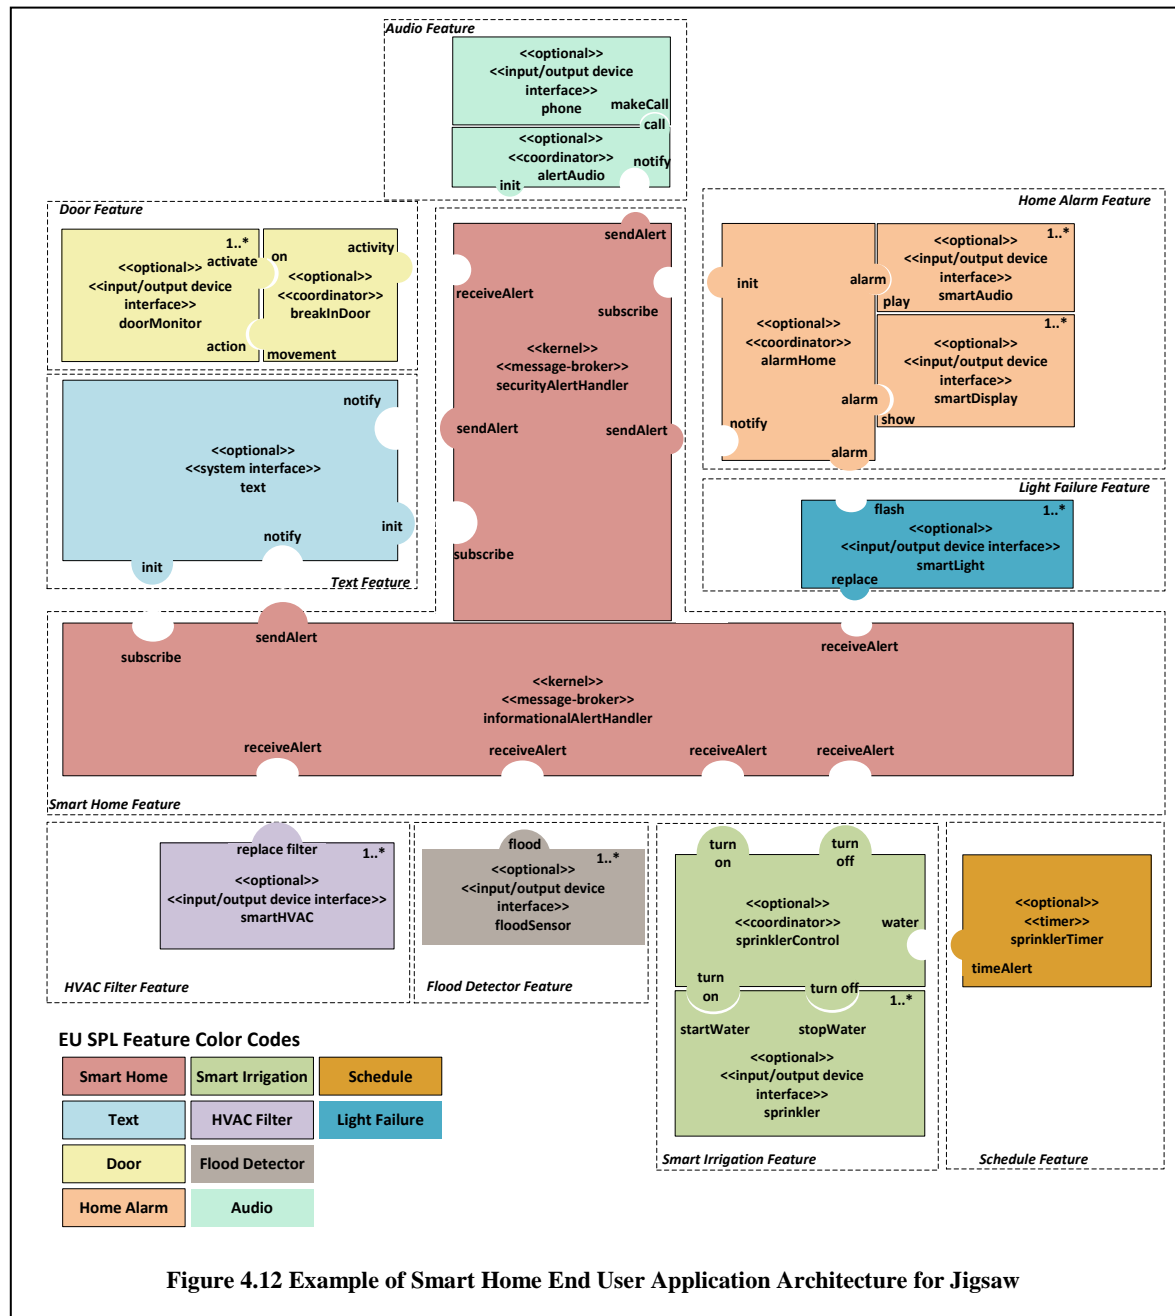 Audio Feature
<<optional>>
<<input/output device
interface>>
phone
makeCall
call
<<optional>>
<<coordinator>>
alertAudio
notify
init
Door Feature
1..*
activate
<<optional>>
<<input/output device
interface>>
doorMonitor
action
on
activity
<<optional>>
<<coordinator>>
breakInDoor
movement
notify
<<optional>>
<<system interface>>
text
notify
init
init
Text Feature
sendAlert
receiveAlert
subscribe
<<kernel>>
<<message-broker>>
securityAlertHandler
sendAlert
sendAlert
subscribe
Home Alarm Feature
init
alarm
<<optional>>
<<coordinator>>
alarmHome
alarm
notify
alarm
1..*
<<optional>>
<<input/output device
interface>>
smartAudio
play
1..*
<<optional>>
<<input/output device
interface>>
smartDisplay
show
Light Failure Feature
flash
1..*
<<optional>>
<<input/output device interface>>
smartLight
replace
subscribe
sendAlert
receiveAlert
<<kernel>>
<<message-broker>>
informationalAlertHandler
receiveAlert
receiveAlert
receiveAlert
receiveAlert
Smart Home Feature
replace filter
1..*
<<optional>>
<<input/output device interface>>
smartHVAC
HVAC Filter Feature
flood
1..*
<<optional>>
<<input/output device
interface>>
floodSensor
Flood Detector Feature
turn
on
turn
off
<<optional>>
<<coordinator>>
sprinklerControl
water
turn
on
turn off
1..*
startWater
stopWater
<<optional>>
<<input/output device
interface>>
sprinkler
Smart Irrigation Feature
<<optional>>
<<timer>>
sprinklerTimer
timeAlert
Schedule Feature
EU SPL Feature Color Codes
Smart Home
Smart Irrigation
Schedule
Text
HVAC Filter
Light Failure
Door
Flood Detector
Home Alarm
Audio
Figure 4.12 Example of Smart Home End User Application Architecture for Jigsaw